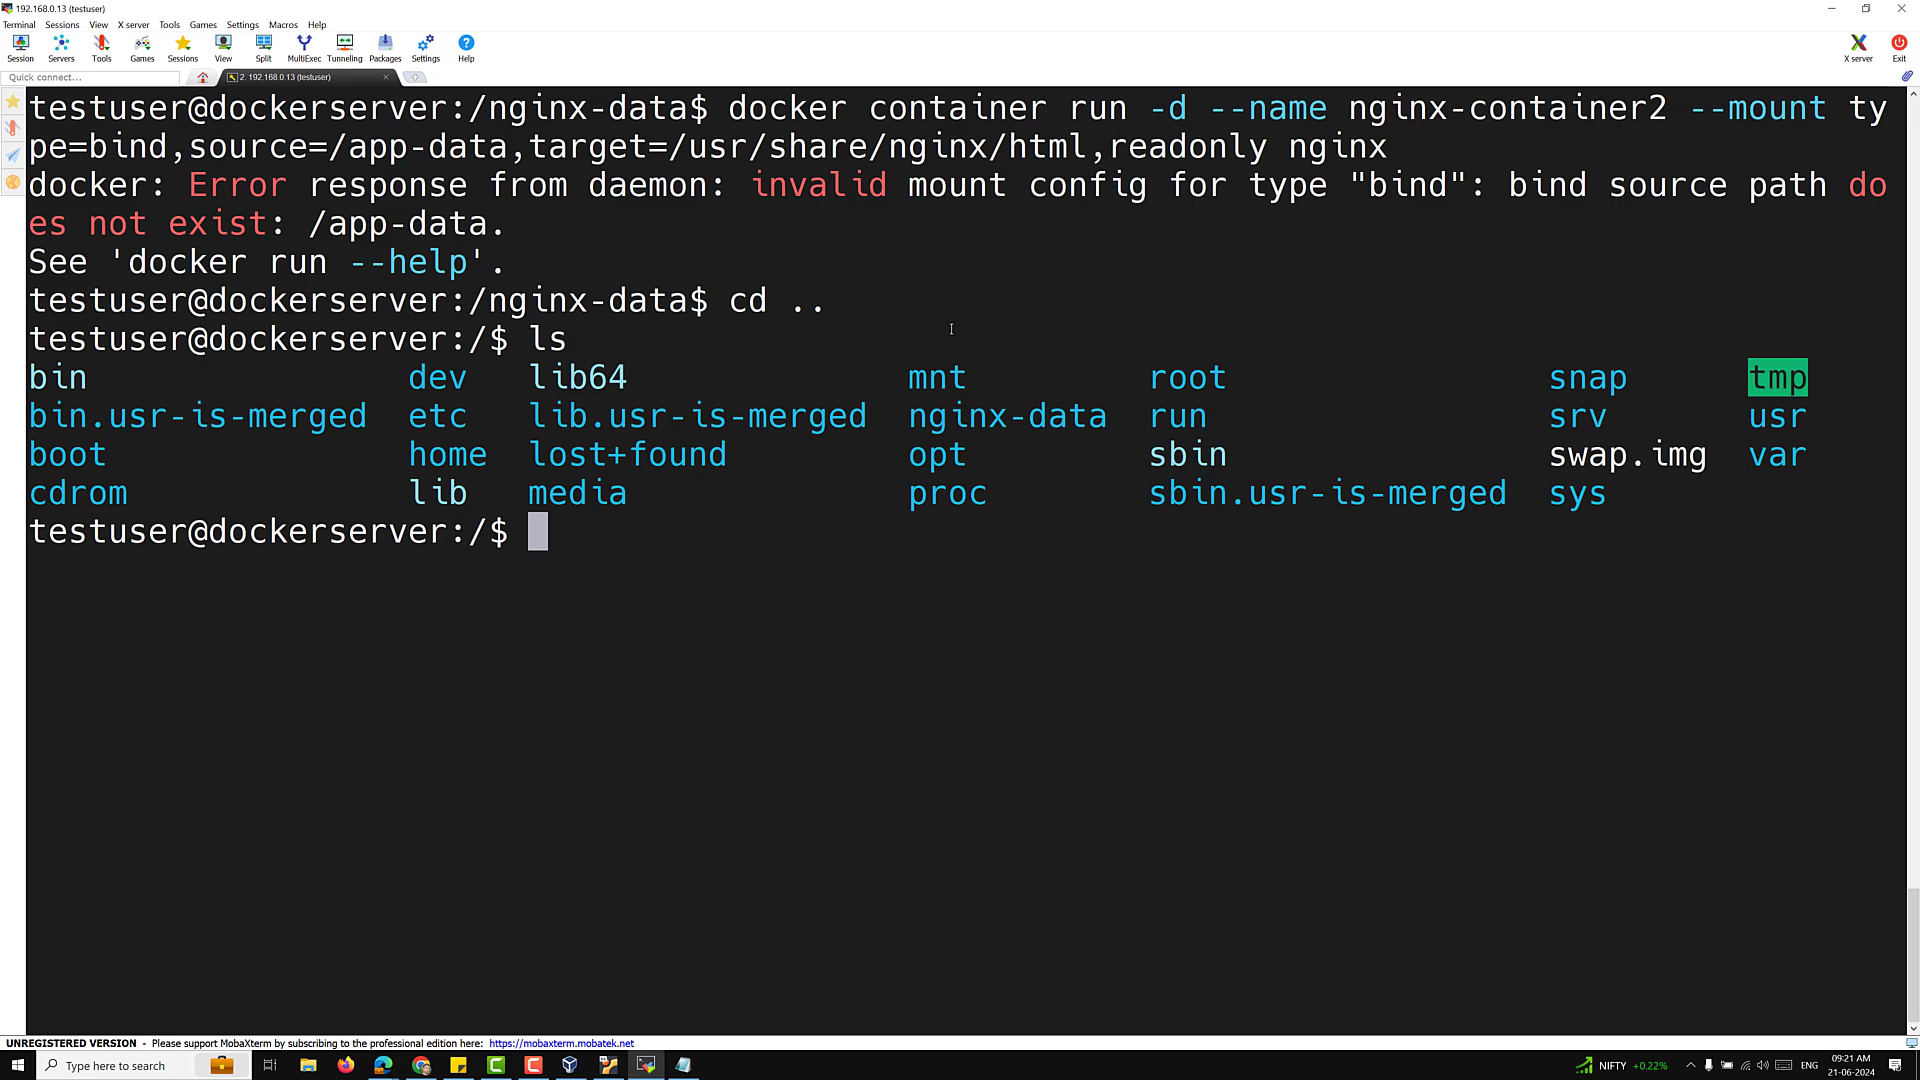 192.168.0.13 (testuser)
Terminal Sessions View X server Tools Games Settings Macros Help
Session Servers Tools Games Sessions View Split MultiExec Tunneling Packages Settings Help X server Exit
Quick connect... 2. 192.168.0.13 (testuser)
testuser@dockerserver:/nginx-data$ docker container run -d --name nginx-container2 --mount ty
pe=bind,source=/app-data,target=/usr/share/nginx/html,readonly nginx
docker: Error response from daemon: invalid mount config for type "bind": bind source path do
es not exist: /app-data.
See 'docker run --help'.
testuser@dockerserver:/nginx-data$ cd ..
testuser@dockerserver:/$ ls
bin dev lib64 mnt root snap tmp
bin.usr-is-merged etc lib.usr-is-merged nginx-data run srv usr
boot home lost+found opt sbin swap.img var
cdrom lib media proc sbin.usr-is-merged sys
testuser@dockerserver:/$
UNREGISTERED VERSION - Please support MobaXterm by subscribing to the professional edition here: https://mobaxterm.mobatek.net
Type here to search NIFTY +0.22% ENG 09:21 AM
21-06-2024